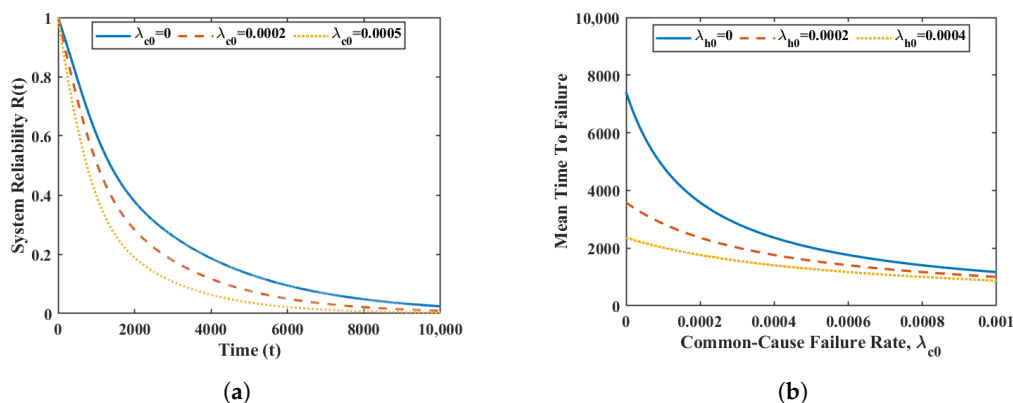 1
0.8
0.6
0.4
0.2
0
System Reliability R(t)
λc0=0 λc0=0.0002 λc0=0.0005
0 2000 4000 6000 8000 10,000
Time (t)
(a)
10,000
8000
6000
4000
2000
0
Mean Time To Failure
λh0=0 λh0=0.0002 λh0=0.0004
0 0.0002 0.0004 0.0006 0.0008 0.001
Common-Cause Failure Rate, λc0
(b)